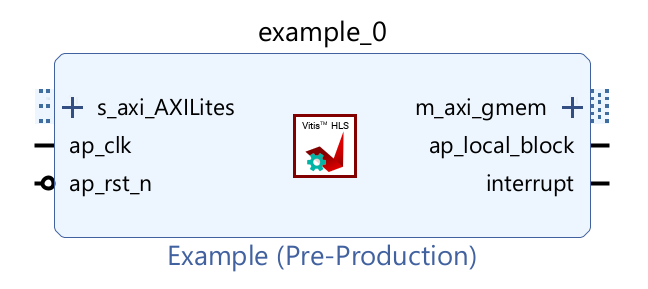 example_0
s_axi_AXILites
m_axi_gmem
Vitis™ HLS
ap_clk
ap_local_block
ap_rst_n
interrupt
Example (Pre-Production)